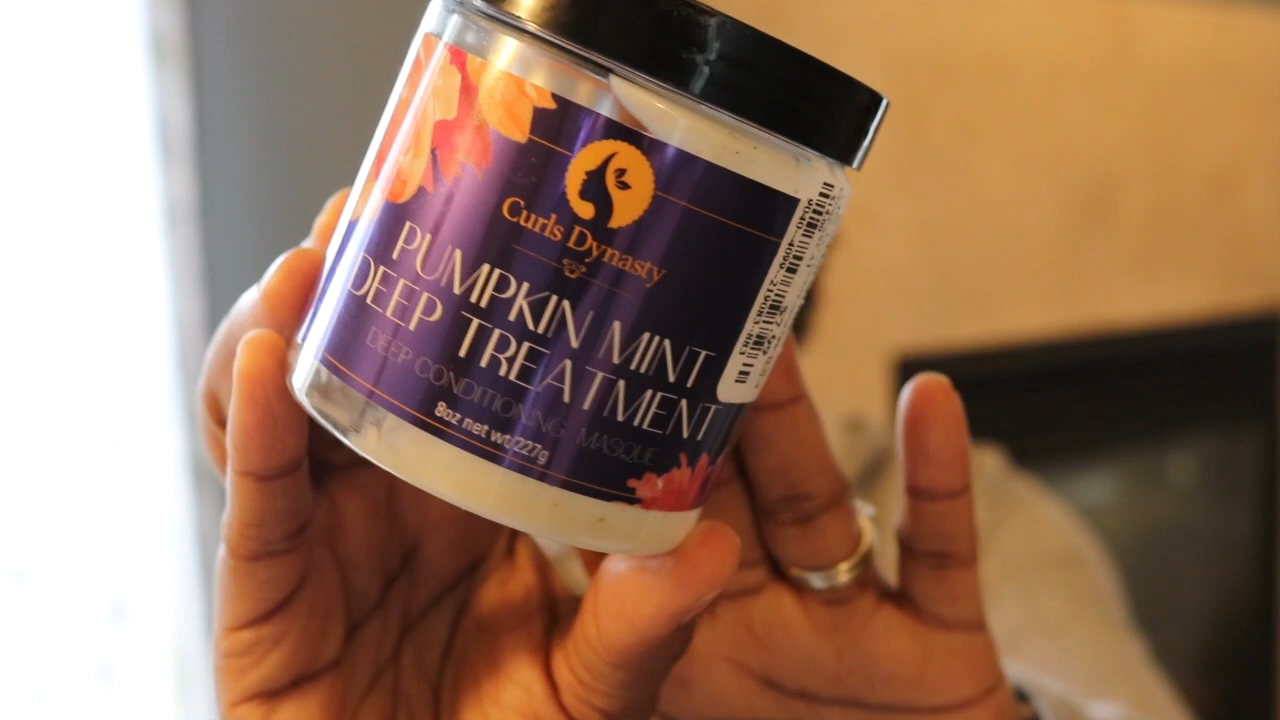 Curls Dynasty
PUMPKIN MINT
DEEP TREATMENT
DEEP CONDITIONING MASQUE
8oz net wt/227g